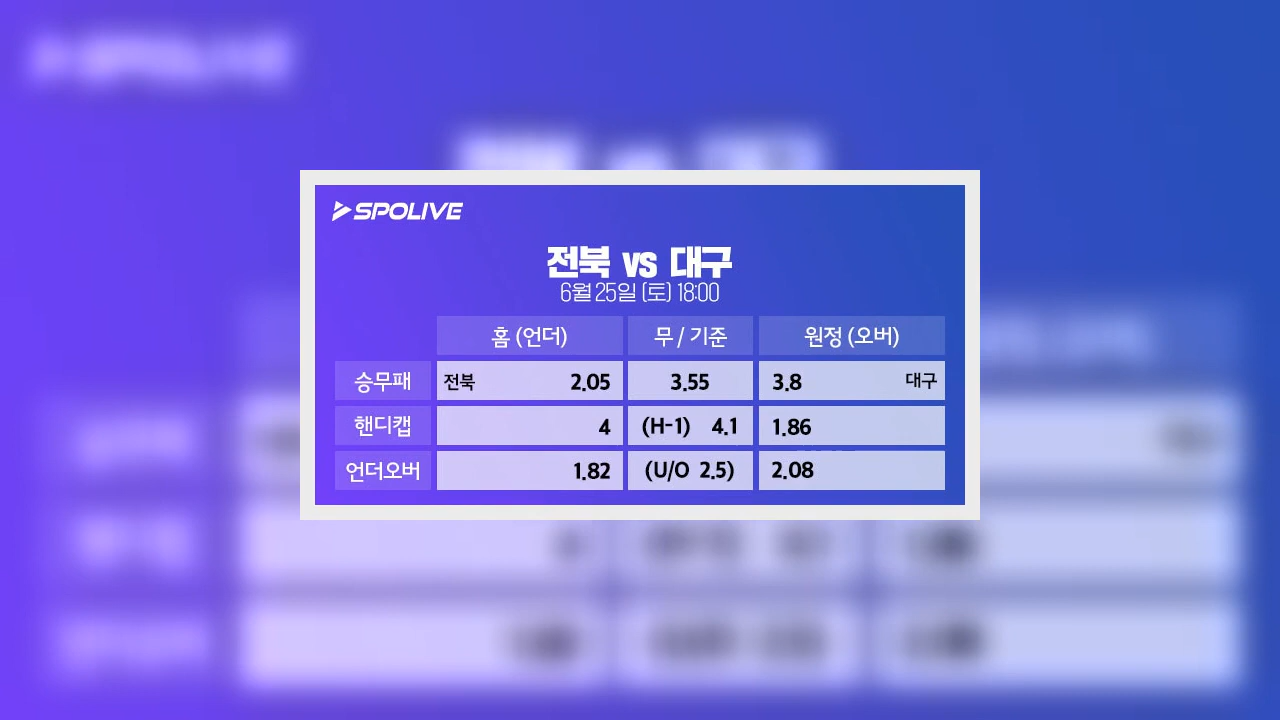 SPOLIVE
전북 vs 대구
6월 25일 (토) 18:00
홈 (언더) 무 / 기준 원정 (오버)
승무패 전북 2.05 3.55 3.8 대구
핸디캡 4 (H-1) 4.1 1.86
언더오버 1.82 (U/O 2.5) 2.08